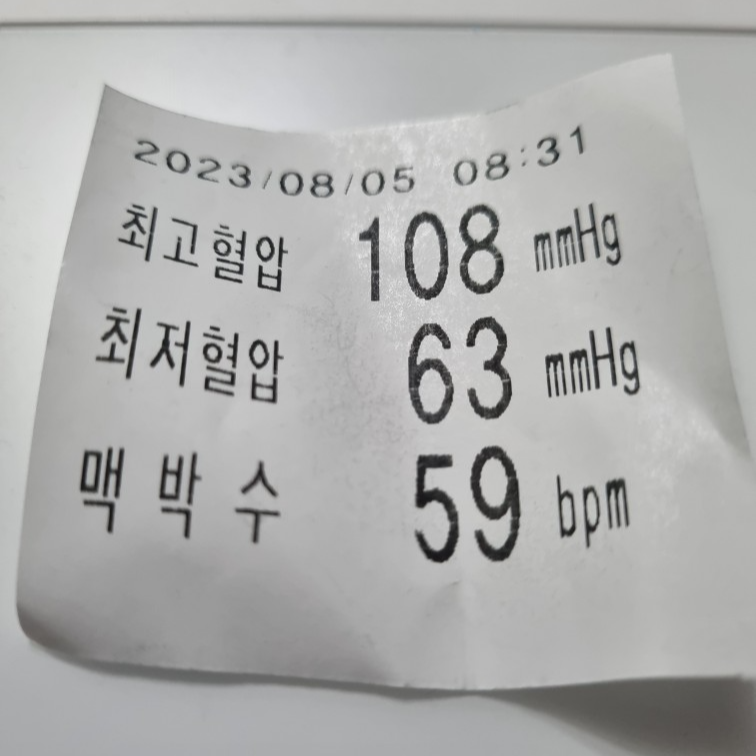 2023/08/05 08:31
최고혈압 108 mmHg
최저혈압 63 mmHg
맥 박 수 59 bpm